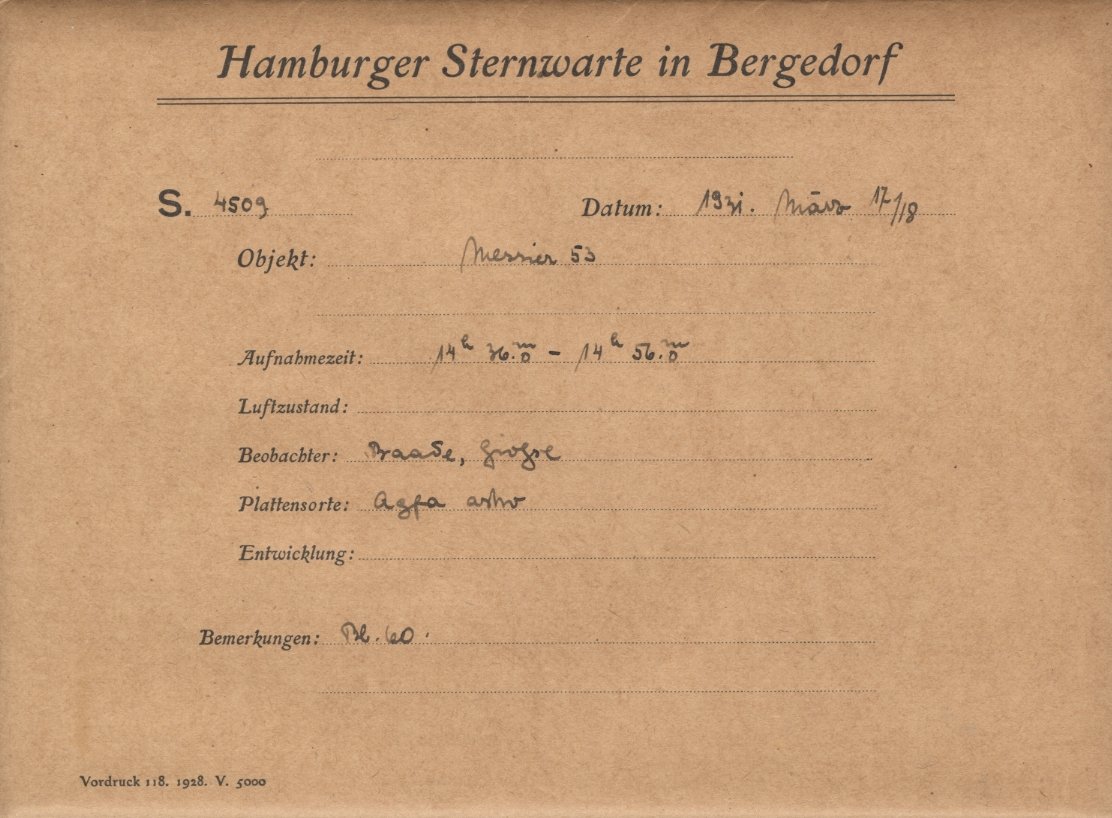 Hamburger Sternwarte in Bergedorf
S. 4509 Datum: 1931. März 17/18
Objekt: Messier 53
Aufnahmezeit: 14h 36.m0 – 14h 56.m0
Luftzustand:
Beobachter: Baade,
Plattensorte: Agfa astro
Entwicklung:
Bemerkungen: Bl. 60.
Vordruck 118. 1928. V. 5000